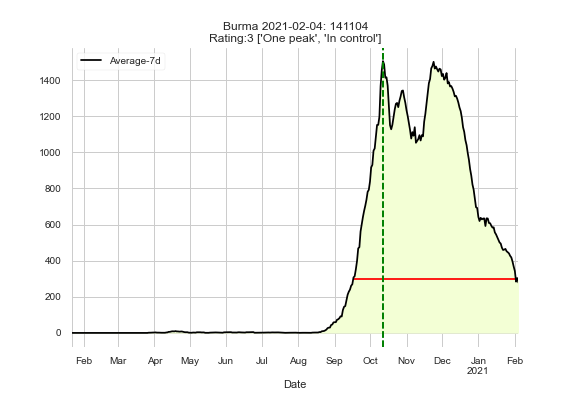 Burma 2021-02-04: 141104
Rating:3 ['One peak', 'In control']
Average-7d
1400
1200
1000
800
600
400
200
0
Feb Mar Apr May Jun Jul Aug Sep Oct Nov Dec Jan Feb
2021
Date